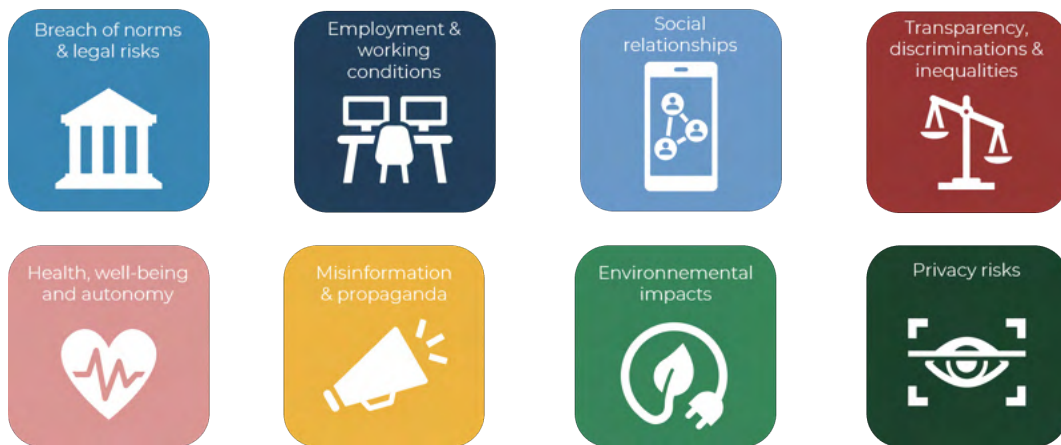 Breach of norms
& legal risks
Employment &
working
conditions
Social
relationships
Transparency,
discriminations &
inequalities
Health, well-being
and autonomy
Misinformation
& propaganda
Environnemental
impacts
Privacy risks